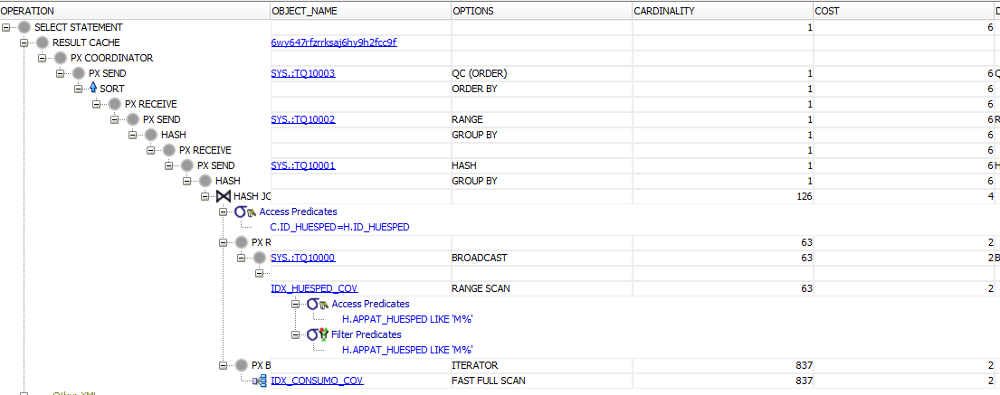 OPERATION OBJECT_NAME OPTIONS CARDINALITY COST
SELECT STATEMENT 1 6
RESULT CACHE 6wy647rfzrrksaj6hy9h2fcc9f
PX COORDINATOR
PX SEND SYS.:TQ10003 QC (ORDER) 1 6
SORT ORDER BY 1 6
PX RECEIVE 1 6
PX SEND SYS.:TQ10002 RANGE 1 6
HASH GROUP BY 1 6
PX RECEIVE 1 6
PX SEND SYS.:TQ10001 HASH 1 6
HASH GROUP BY 1 6
HASH JO 126 4
Access Predicates
C.ID_HUESPED=H.ID_HUESPED
PX R 63 2
SYS.:TQ10000 BROADCAST 63 2
IDX_HUESPED_COV RANGE SCAN 63 2
Access Predicates
H.APPAT_HUESPED LIKE 'M%'
Filter Predicates
H.APPAT_HUESPED LIKE 'M%'
PX B ITERATOR 837 2
IDX_CONSUMO_COV FAST FULL SCAN 837 2